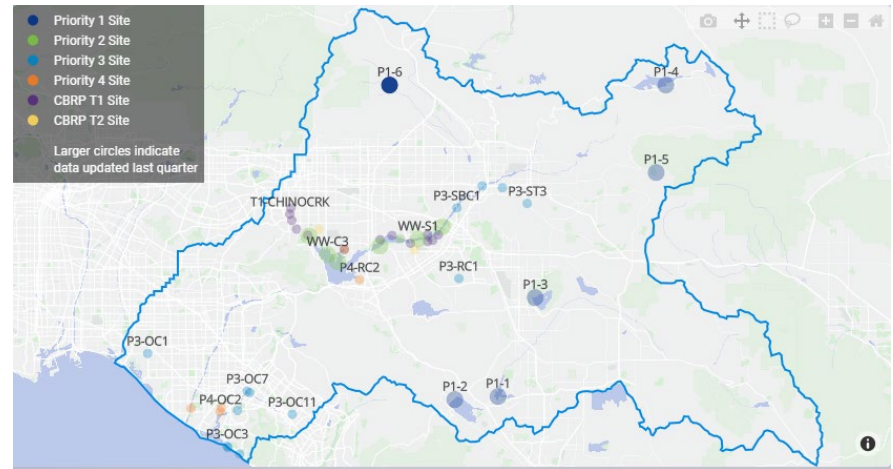 Priority 1 Site
Priority 2 Site
Priority 3 Site
Priority 4 Site
CBRP T1 Site
CBRP T2 Site
Larger circles indicate
data updated last quarter
P1-6
P1-4
P1-5
P3-SBC1
P3-ST3
T1-CHINOCRK
WW-S1
WW-C3
P4-RC2
P3-RC1
P1-3
P3-OC1
P3-OC7
P4-OC2
P3-OC11
P1-2
P1-1
P3-OC3